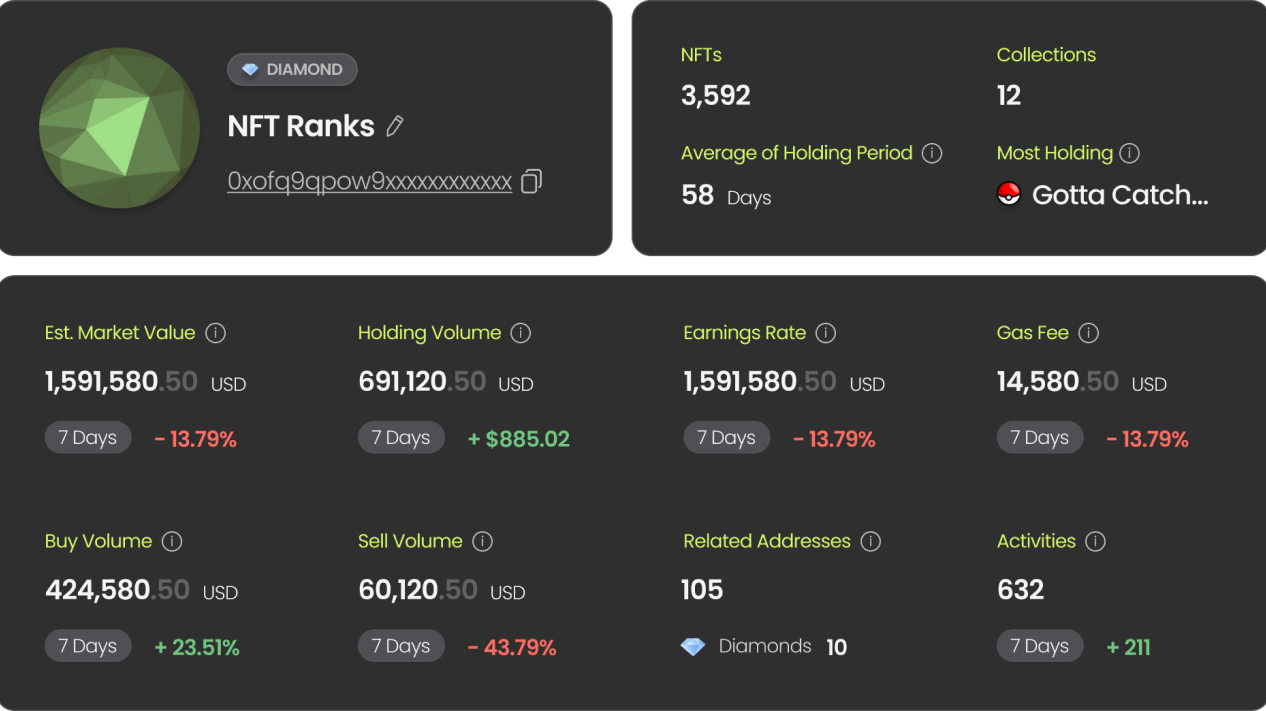 DIAMOND
NFT Ranks
0xofq9qpow9xxxxxxxxxxxx
NFTs
3,592
Collections
12
Average of Holding Period
58 Days
Most Holding
Gotta Catch...
Est. Market Value
1,591,580.50 USD
7 Days - 13.79%
Holding Volume
691,120.50 USD
7 Days + $885.02
Earnings Rate
1,591,580.50 USD
7 Days - 13.79%
Gas Fee
14,580.50 USD
7 Days - 13.79%
Buy Volume
424,580.50 USD
7 Days + 23.51%
Sell Volume
60,120.50 USD
7 Days - 43.79%
Related Addresses
105
Diamonds 10
Activities
632
7 Days + 211